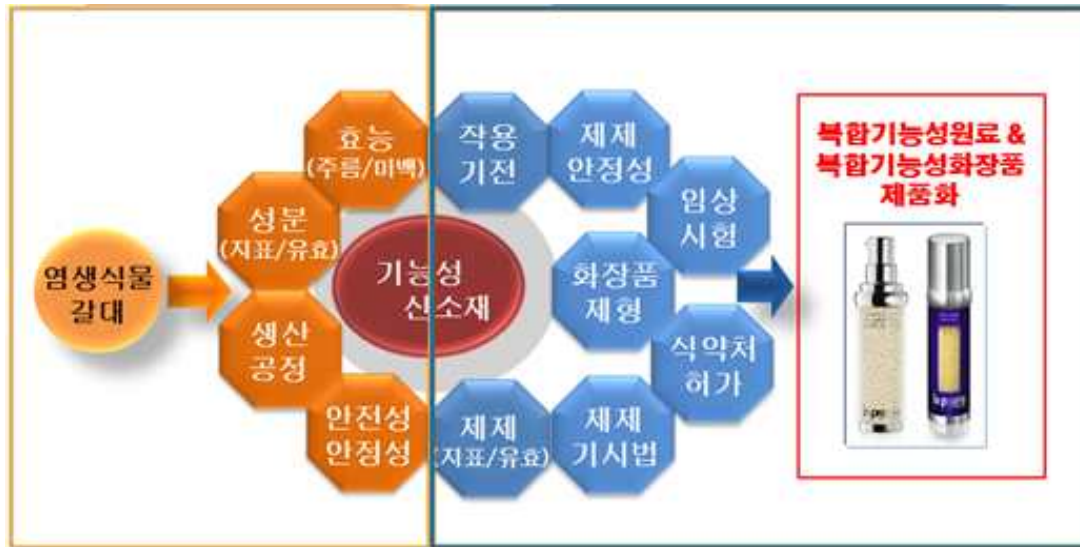 염생식물
갈대
효능
(주름/미백)
성분
(지표/유효)
생산
공정
안전성
안정성
기능성
신소재
작용
기전
제제
안정성
임상
시험
화장품
제형
식약처
허가
제제
(지표/유효)
제제
기시법
복합기능성원료 &
복합기능성화장품
제품화